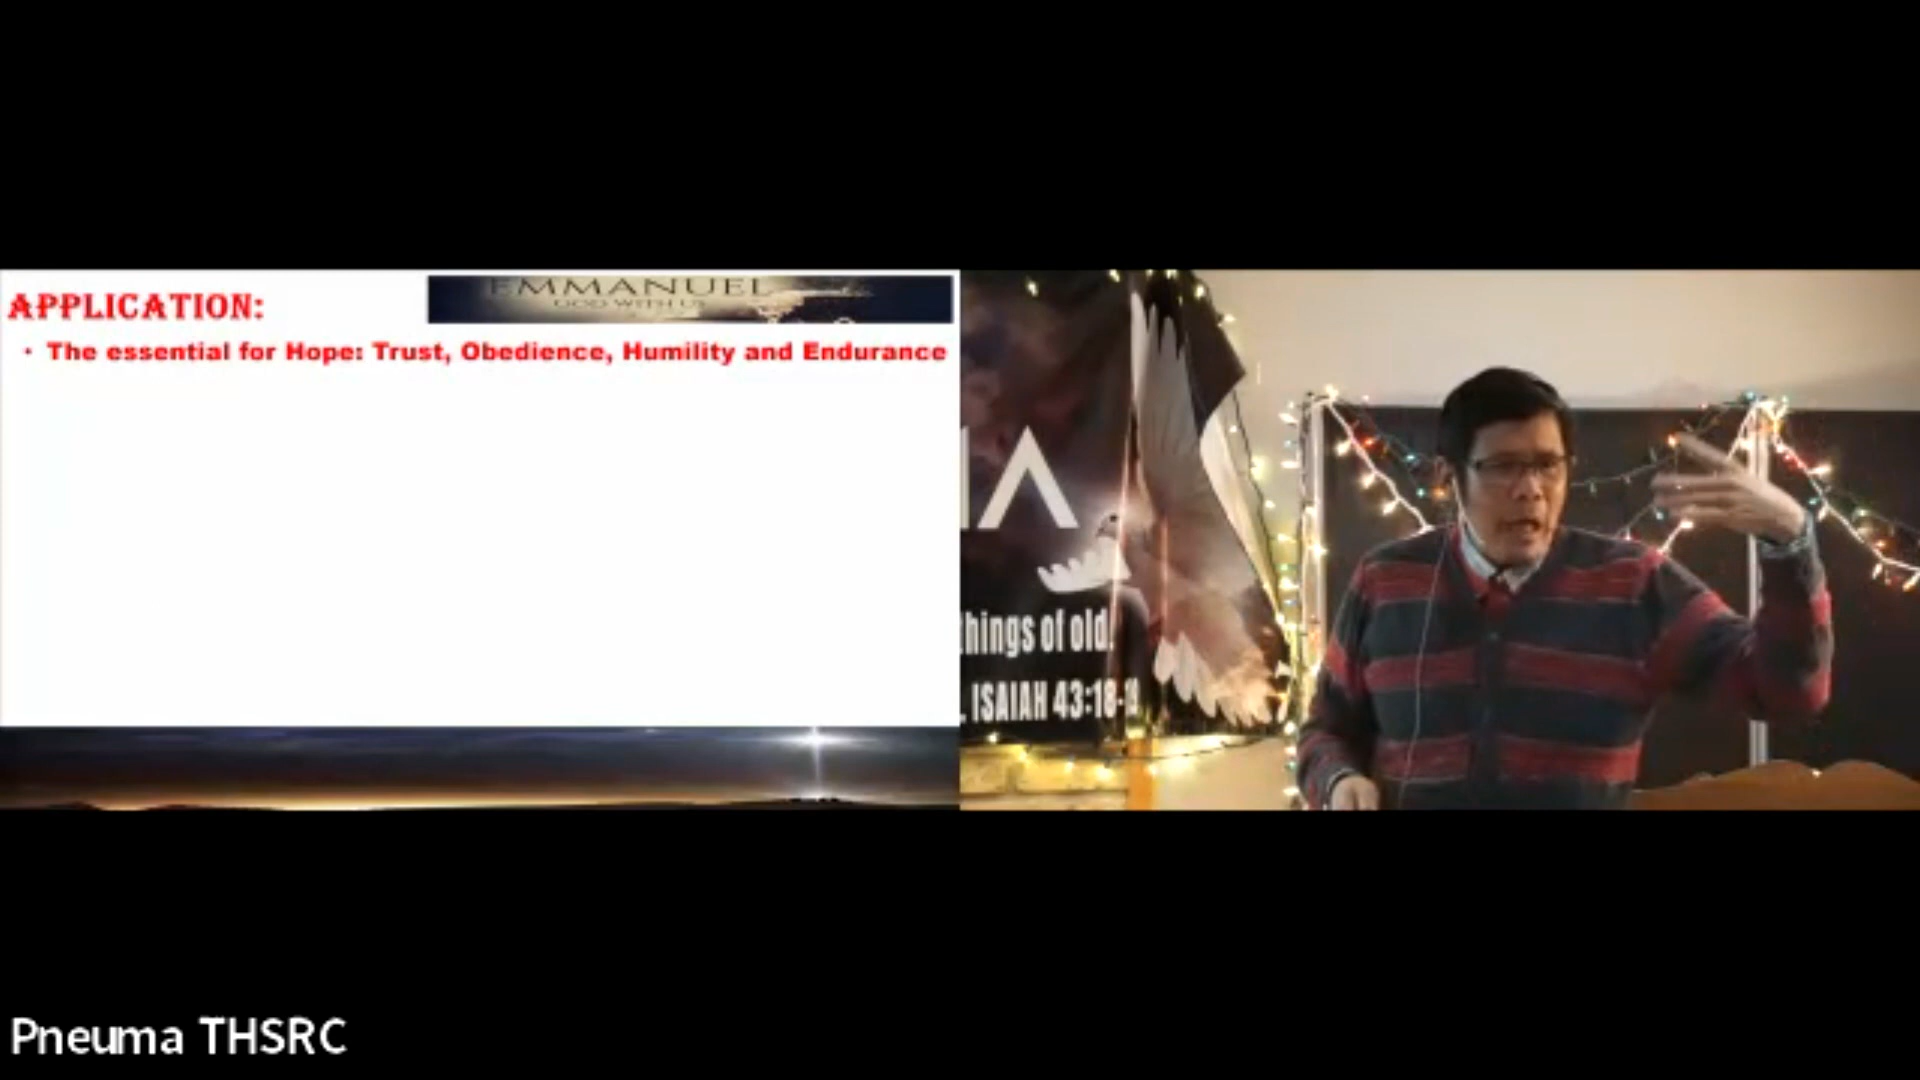 APPLICATION:
EMMANUEL
GOD WITH US
• The essential for Hope: Trust, Obedience, Humility and Endurance
IA
things of old.
. ISAIAH 43:18-19
Pneuma THSRC